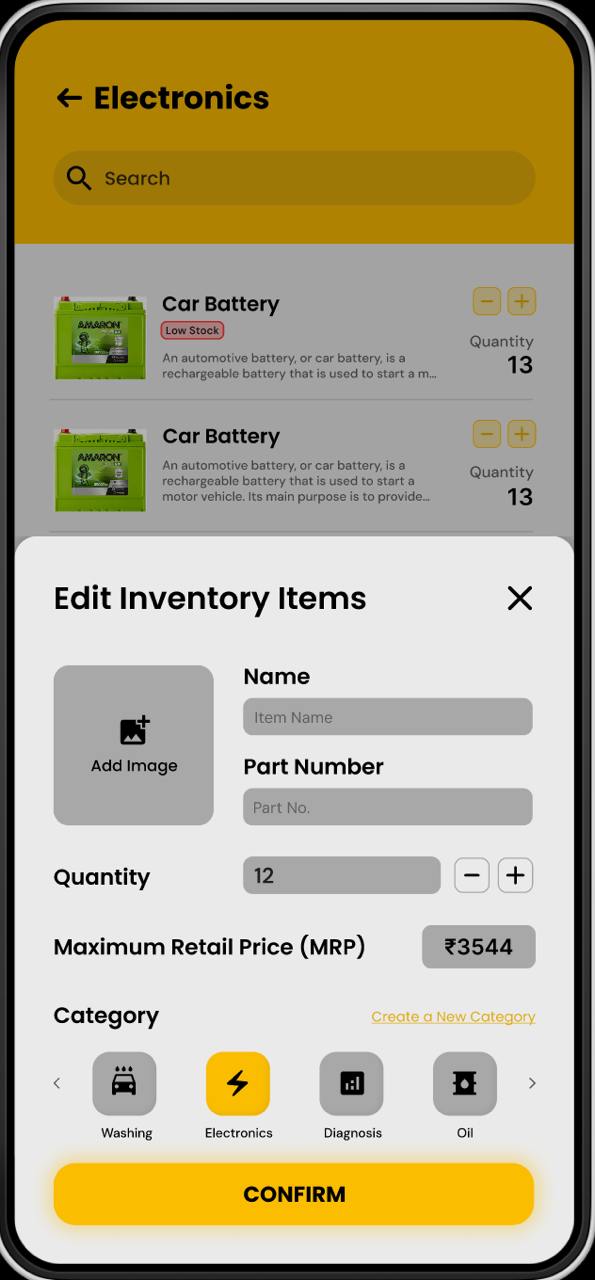 Electronics
Search
Car Battery
Low Stock
An automotive battery, or car battery, is a
rechargeable battery that is used to start a m...
Quantity
13
AMARON
Car Battery
An automotive battery, or car battery, is a
rechargeable battery that is used to start a
motor vehicle. Its main purpose is to provide...
Quantity
13
AMARON
Edit Inventory Items
Add Image
Name
Item Name
Part Number
Part No.
Quantity
12
Maximum Retail Price (MRP)
₹3544
Category
Create a New Category
Washing
Electronics
Diagnosis
Oil
CONFIRM